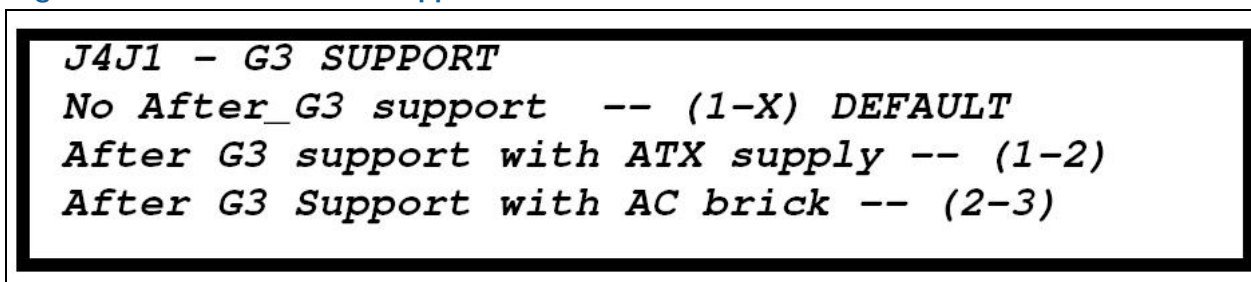 J4J1 - G3 SUPPORT
No After_G3 support -- (1-X) DEFAULT
After G3 support with ATX supply -- (1-2)
After G3 Support with AC brick -- (2-3)